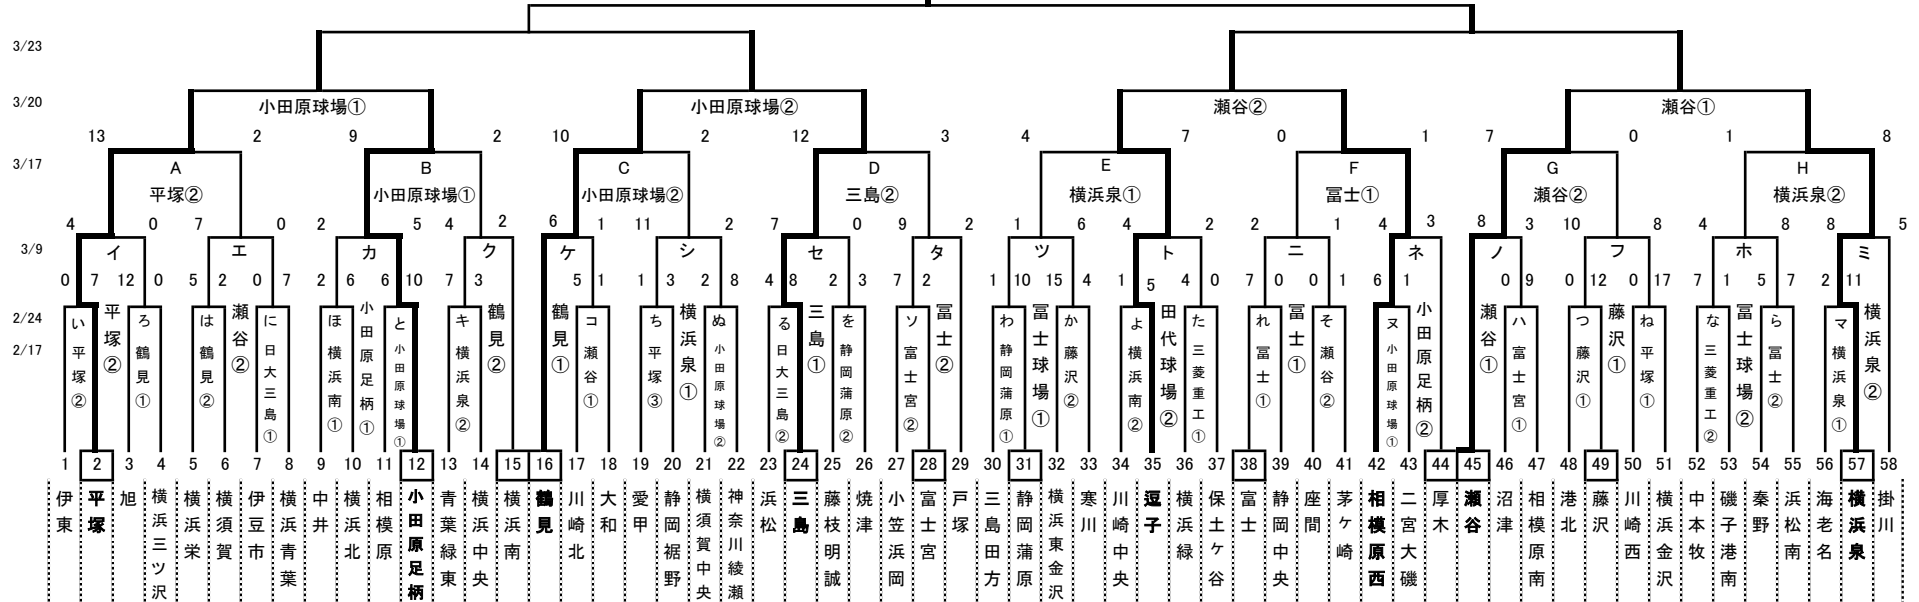 3/23
3/20 小田原球場① 小田原球場② 瀬谷② 瀬谷①
13 2 9 2 10 2 12 3 4 7 0 1 7 0 1 8
3/17 A B C D E F G H
平塚② 小田原球場① 小田原球場② 三島② 横浜泉① 冨士① 瀬谷② 横浜泉②
4 0 7 0 2 5 4 2 6 1 11 2 7 0 9 2 1 6 4 2 2 1 4 3 8 3 10 8 4 8 8 5
3/9 イ エ カ ク ケ コ シ セ タ ツ ト ニ ネ ノ フ ホ ミ
0 7 12 0 5 2 0 7 2 6 6 10 7 3 5 1 1 3 2 8 4 8 2 3 7 2 1 10 15 4 1 5 4 0 7 0 0 1 6 1 0 9 0 12 0 17 7 1 5 7 2 11
2/24 平塚② 瀬谷② 小田原足柄① 鶴見② 鶴見① 横浜泉① 三島① 冨士② 冨士球場① 田代球場② 冨士① 小田原足柄② 瀬谷① 藤沢① 冨士球場② 横浜泉②
2/17 い平塚② ろ鶴見① は鶴見② に日大三島① ほ横浜南① と小田原球場① キ横浜泉② コ瀬谷① ち平塚③ ぬ小田原球場② る日大三島② を静岡蒲原② ソ富士宮② わ静岡蒲原① か藤沢② よ横浜南② た三菱重工① れ冨士① そ瀬谷② ヌ小田原球場① ハ富士宮① つ藤沢① ね平塚① な三菱重工② ら冨士② マ横浜泉①
1 2 3 4 5 6 7 8 9 10 11 12 13 14 15 16 17 18 19 20 21 22 23 24 25 26 27 28 29 30 31 32 33 34 35 36 37 38 39 40 41 42 43 44 45 46 47 48 49 50 51 52 53 54 55 56 57 58
伊東
平塚
旭
横浜三ツ沢
横浜栄
横須賀
伊豆市
横浜青葉
中井
横浜北
相模原
小田原足柄
青葉緑東
横浜中央
横浜南
鶴見
川崎北
大和
愛甲
静岡裾野
横須賀中央
神奈川綾瀬
浜松
三島
藤枝明誠
焼津
小笠浜岡
富士宮
戸塚
三島田方
静岡蒲原
横浜東金沢
寒川
川崎中央
逗子
横浜緑
保土ケ谷
富士
静岡中央
座間
茅ケ崎
相模原西
二宮大磯
厚木
瀬谷
沼津
相模原南
港北
藤沢
川崎西
横浜金沢
中本牧
磯子港南
秦野
浜松南
海老名
横浜泉
掛川